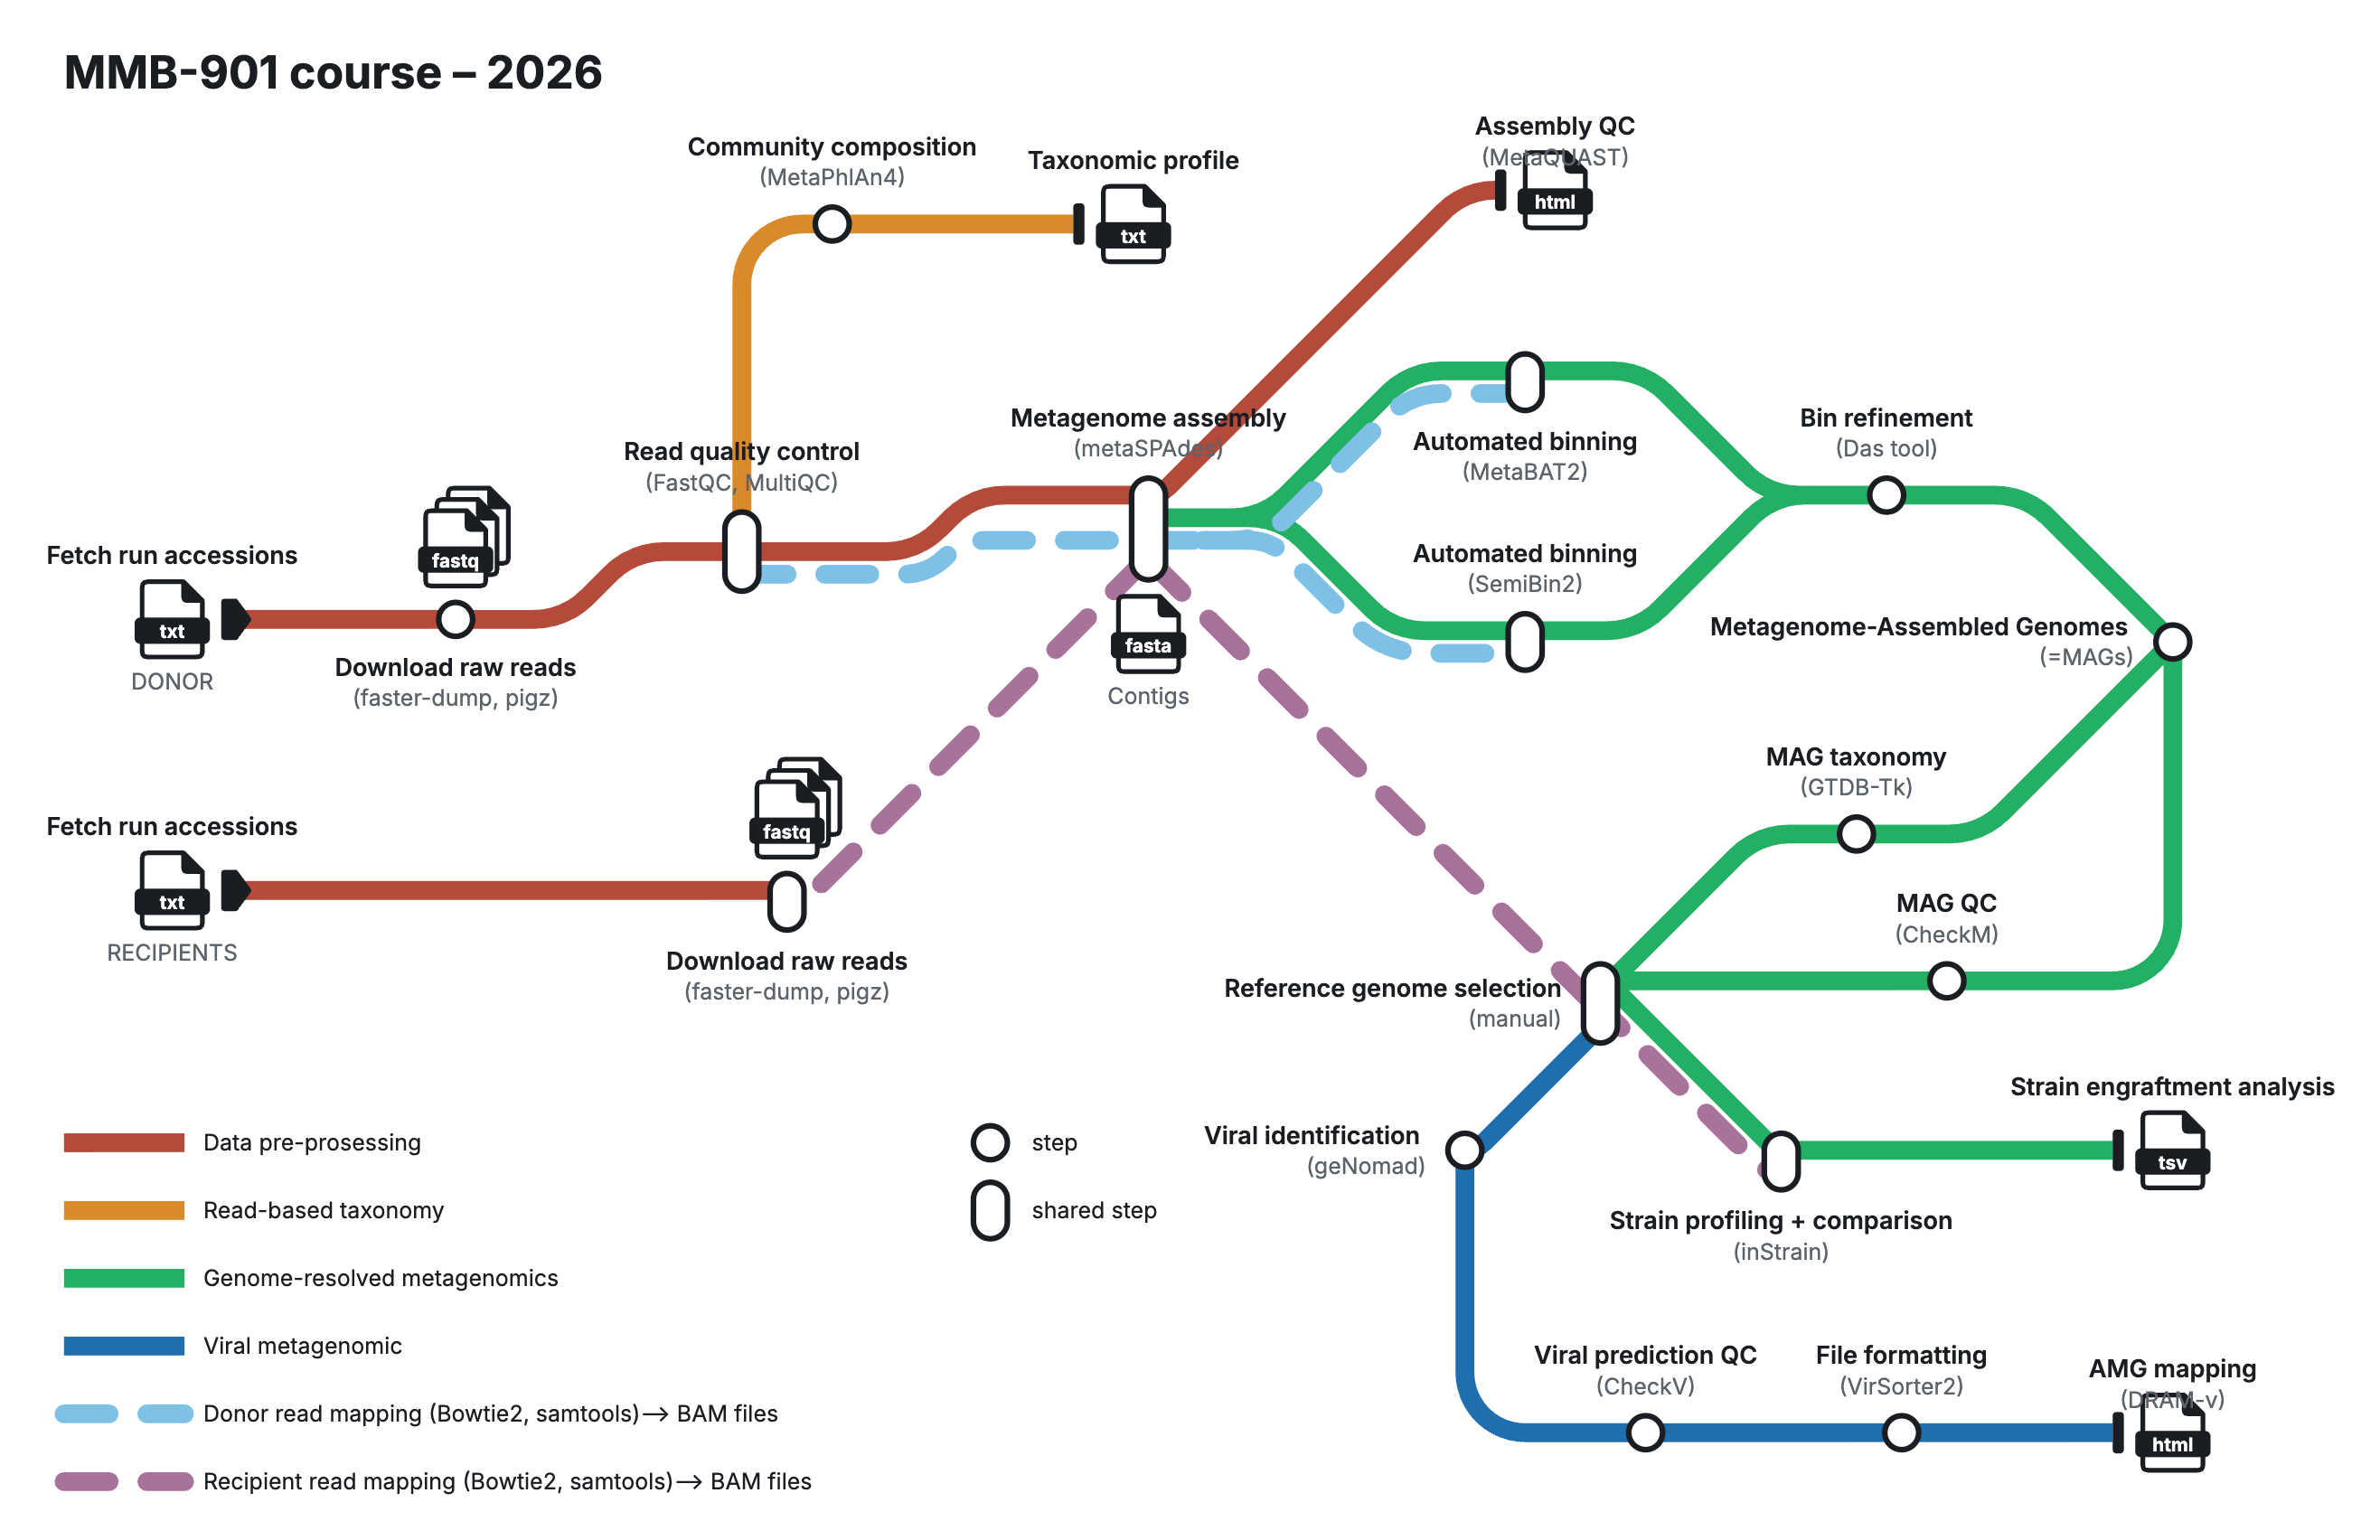 MMB-901 course – 2026
Community composition
(MetaPhlAn4)
Taxonomic profile
txt
Assembly QC
(MetaQUAST)
html
Read quality control
(FastQC, MultiQC)
Metagenome assembly
(metaSPAdes)
Automated binning
(MetaBAT2)
Bin refinement
(Das tool)
Fetch run accessions
txt
DONOR
fastq
Download raw reads
(faster-dump, pigz)
fasta
Contigs
Automated binning
(SemiBin2)
Metagenome-Assembled Genomes
(=MAGs)
MAG taxonomy
(GTDB-Tk)
Fetch run accessions
txt
RECIPIENTS
fastq
Download raw reads
(faster-dump, pigz)
MAG QC
(CheckM)
Reference genome selection
(manual)
Strain engraftment analysis
tsv
Viral identification
(geNomad)
Strain profiling + comparison
(inStrain)
Viral prediction QC
(CheckV)
File formatting
(VirSorter2)
AMG mapping
(DRAM-v)
html
Data pre-prosessing
Read-based taxonomy
Genome-resolved metagenomics
Viral metagenomic
Donor read mapping (Bowtie2, samtools)→ BAM files
Recipient read mapping (Bowtie2, samtools)→ BAM files
step
shared step